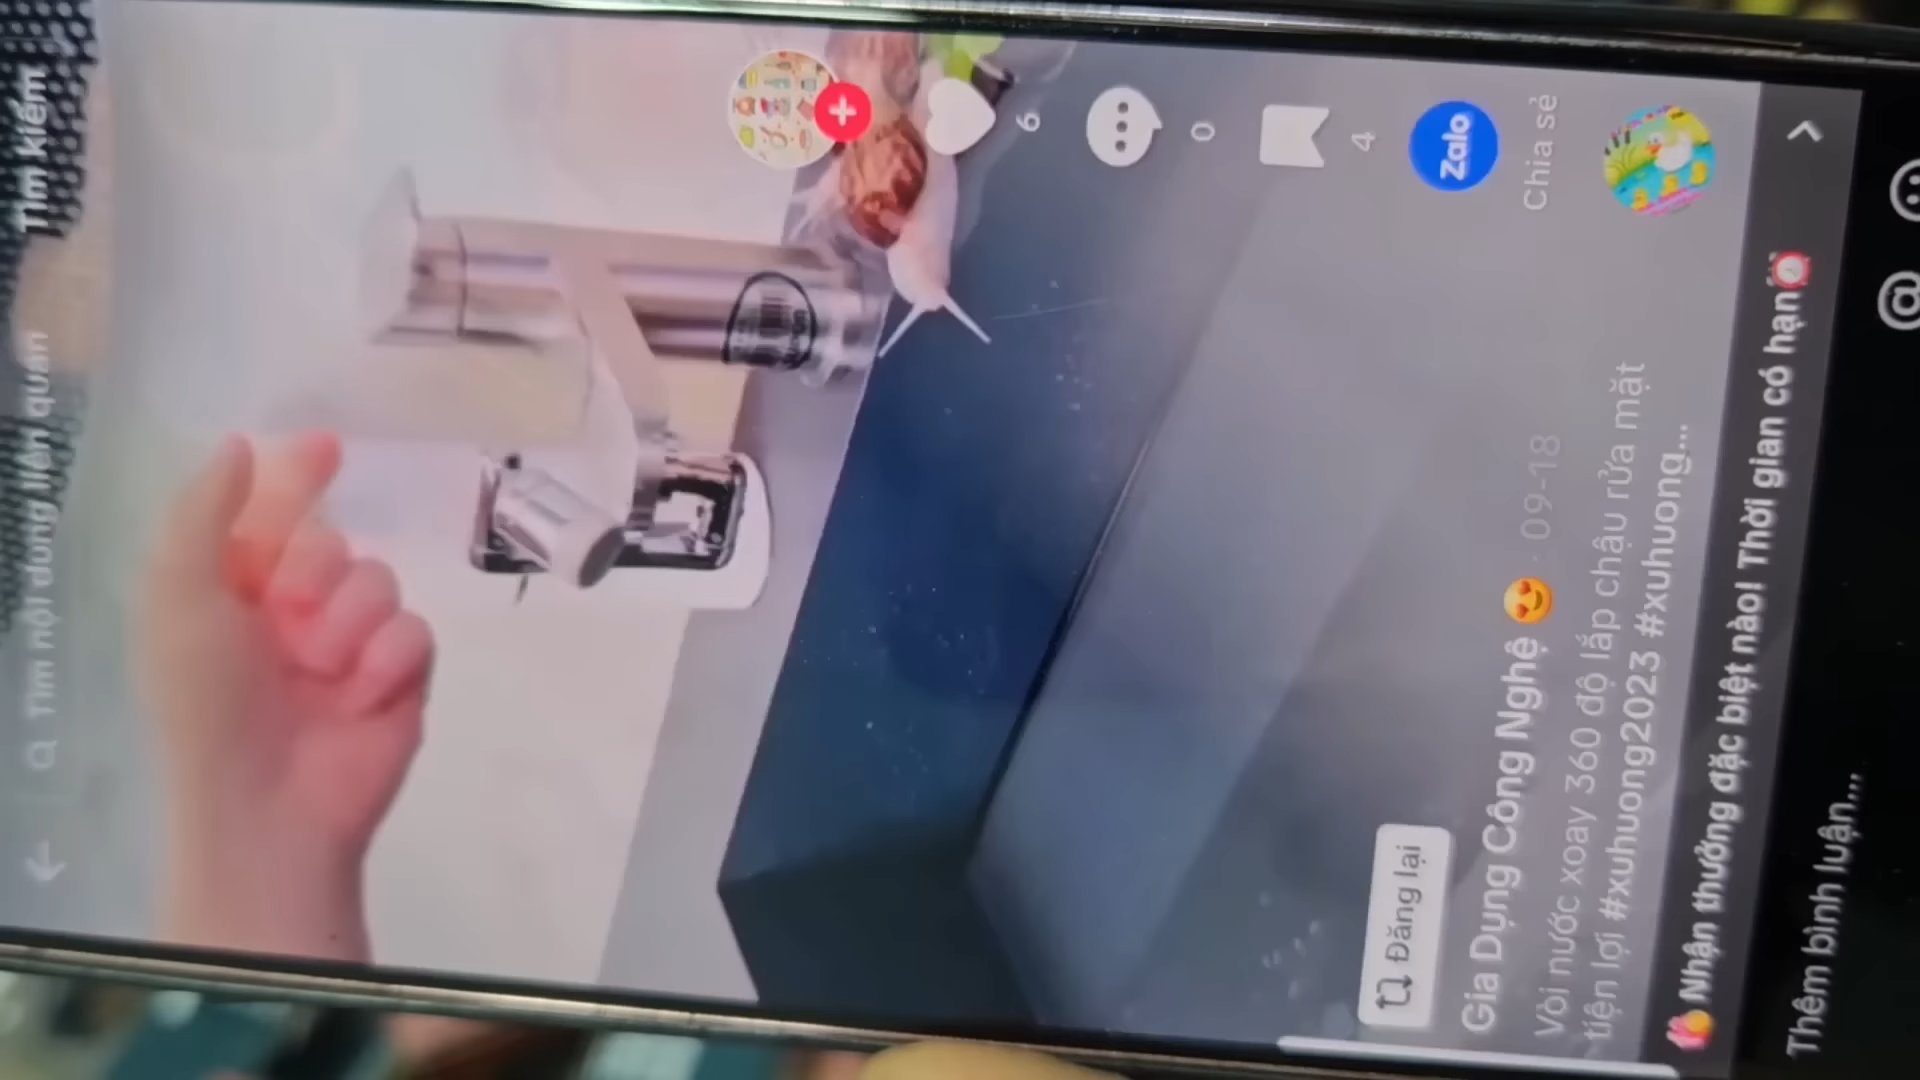 Tìm nội dung liên quan
Tìm kiếm
6
0
4
Zalo
Chia sẻ
Đăng lại
Gia Dụng Công Nghệ 😍 · 09-18
Vòi nước xoay 360 độ lắp chậu rửa mặt
tiện lợi #xuhuong2023 #xuhuong...
Nhận thưởng đặc biệt nào! Thời gian có hạn
Thêm bình luận...
@